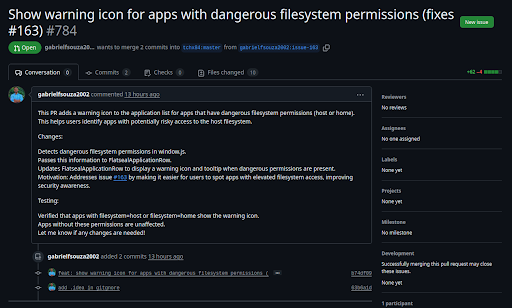 Show warning icon for apps with dangerous filesystem permissions (fixes
#163) #784
New issue
Open
gabrielfsouza20... wants to merge 2 commits into tchx84:master from gabrielfsouza2002:issue-163
Conversation 0
Commits 2
Checks 0
Files changed 10
+62 −4
gabrielfsouza2002 commented 13 hours ago
This PR adds a warning icon to the application list for apps that have dangerous filesystem permissions (host or home).
This helps users identify apps with potentially risky access to the host filesystem.
Changes:
Detects dangerous filesystem permissions in window.js.
Passes this information to FlatsealApplicationRow.
Updates FlatsealApplicationRow to display a warning icon and tooltip when dangerous permissions are present.
Motivation: Addresses issue #163 by making it easier for users to spot apps with elevated filesystem access, improving
security awareness.
Testing:
Verified that apps with filesystem=host or filesystem=home show the warning icon.
Apps without these permissions are unaffected.
Let me know if any changes are needed!
gabrielfsouza2002 added 2 commits 13 hours ago
feat: show warning icon for apps with dangerous filesystem permissions (
b74df09
add .idea in gitgnore
Reviewers
No reviews
Assignees
No one assigned
Labels
None yet
Projects
None yet
Milestone
No milestone
Development
Successfully merging this pull request may close
these issues.
None yet
1 participant